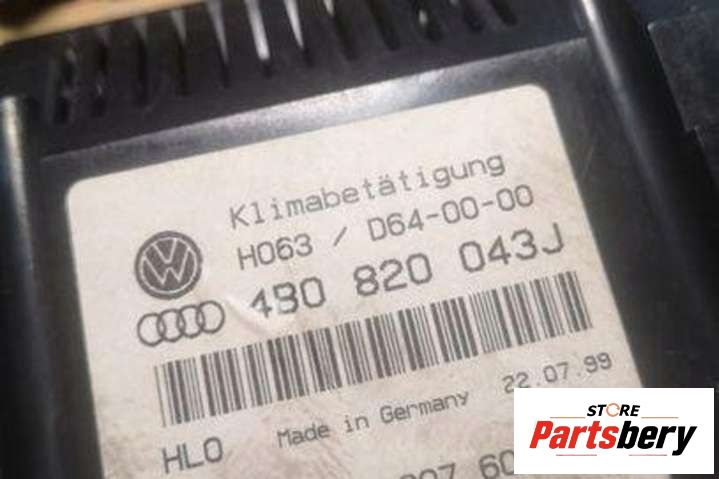 Klimabetätigung
H063 / D64-00-00
4B0 820 043J
22.07.99
Made in Germany
HLO
STORE
Partsbery